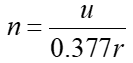 n = u / 0.377r